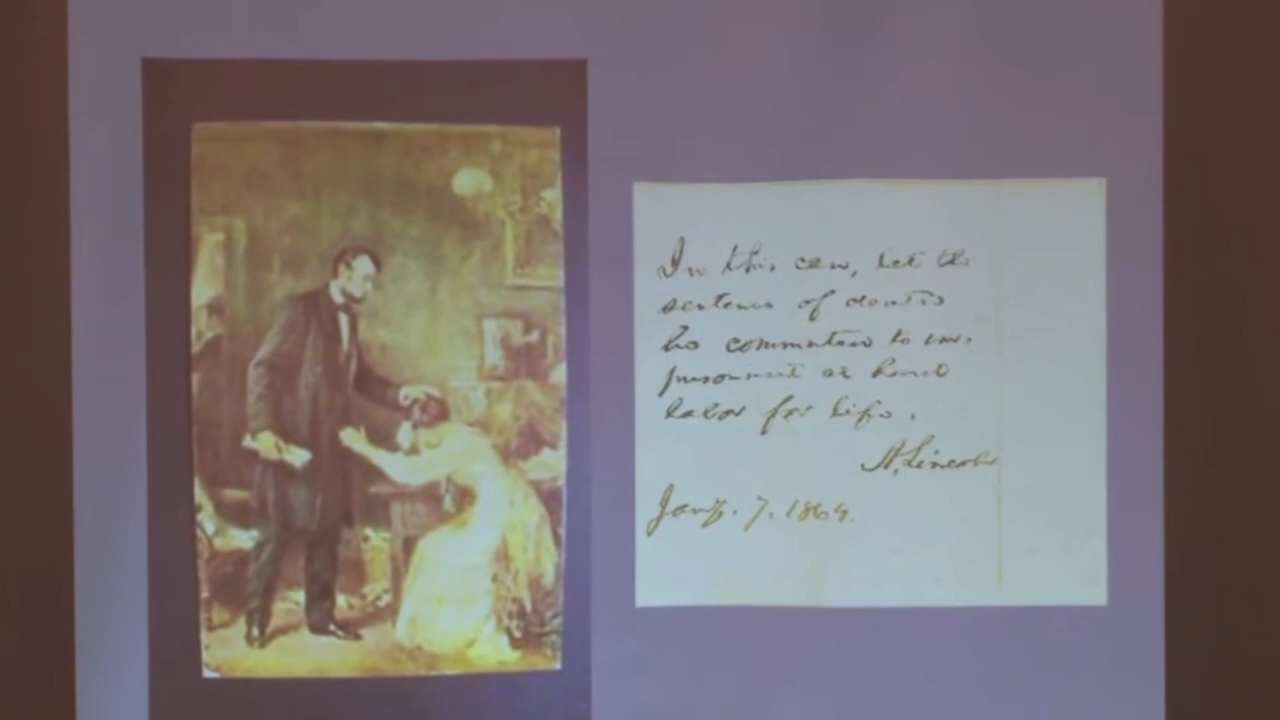 In this case, let the
sentence of death
be commuted to im-
prisonment at hard
labor for life.
A. Lincoln
Jany. 7. 1864.